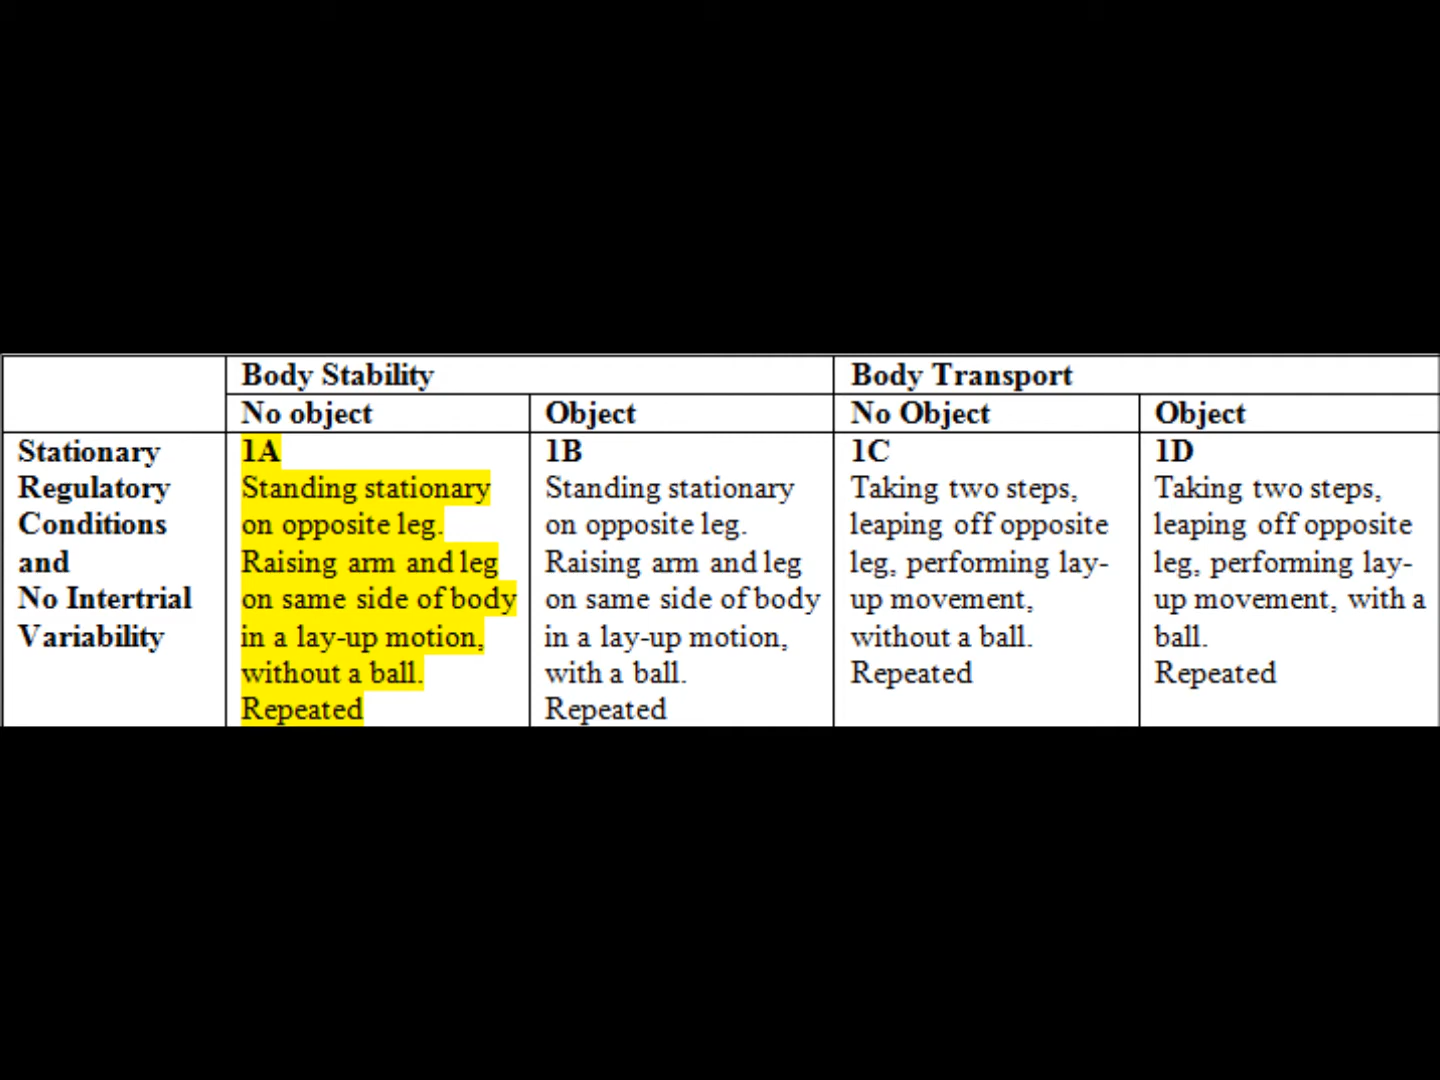 Body Stability
Body Transport
No object
Object
No Object
Object
Stationary
Regulatory
Conditions
and
No Intertrial
Variability
1A
Standing stationary
on opposite leg.
Raising arm and leg
on same side of body
in a lay-up motion,
without a ball.
Repeated
1B
Standing stationary
on opposite leg.
Raising arm and leg
on same side of body
in a lay-up motion,
with a ball.
Repeated
1C
Taking two steps,
leaping off opposite
leg, performing lay-
up movement,
without a ball.
Repeated
1D
Taking two steps,
leaping off opposite
leg, performing lay-
up movement, with a
ball.
Repeated